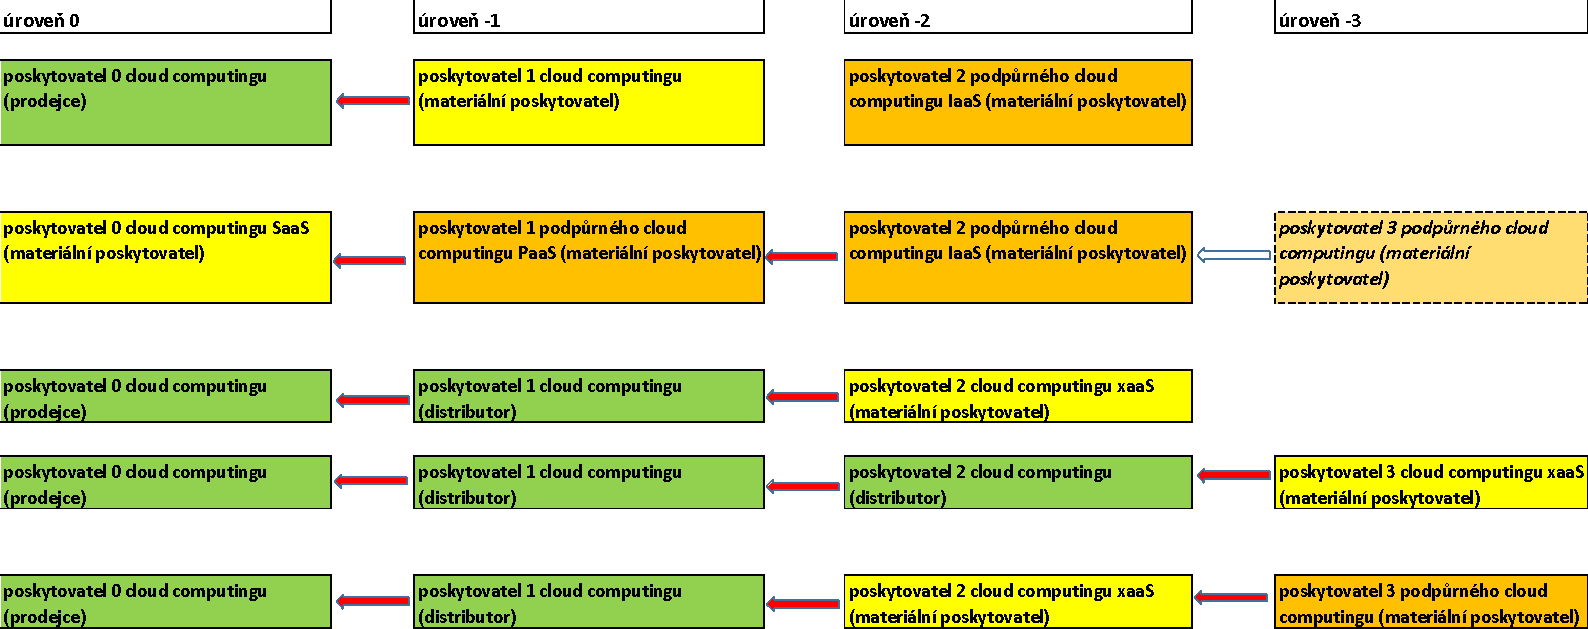 úroveň 0
úroveň -1
úroveň -2
úroveň -3
poskytovatel 0 cloud computingu
(prodejce)
poskytovatel 1 cloud computingu
(materiální poskytovatel)
poskytovatel 2 podpůrného cloud
computingu IaaS (materiální poskytovatel)
poskytovatel 0 cloud computingu SaaS
(materiální poskytovatel)
poskytovatel 1 podpůrného cloud
computingu PaaS (materiální poskytovatel)
poskytovatel 2 podpůrného cloud
computingu IaaS (materiální poskytovatel)
poskytovatel 3 podpůrného cloud
computingu (materiální
poskytovatel)
poskytovatel 0 cloud computingu
(prodejce)
poskytovatel 1 cloud computingu
(distributor)
poskytovatel 2 cloud computingu xaaS
(materiální poskytovatel)
poskytovatel 0 cloud computingu
(prodejce)
poskytovatel 1 cloud computingu
(distributor)
poskytovatel 2 cloud computingu
(distributor)
poskytovatel 3 cloud computingu xaaS
(materiální poskytovatel)
poskytovatel 0 cloud computingu
(prodejce)
poskytovatel 1 cloud computingu
(distributor)
poskytovatel 2 cloud computingu xaaS
(materiální poskytovatel)
poskytovatel 3 podpůrného cloud
computingu (materiální poskytovatel)